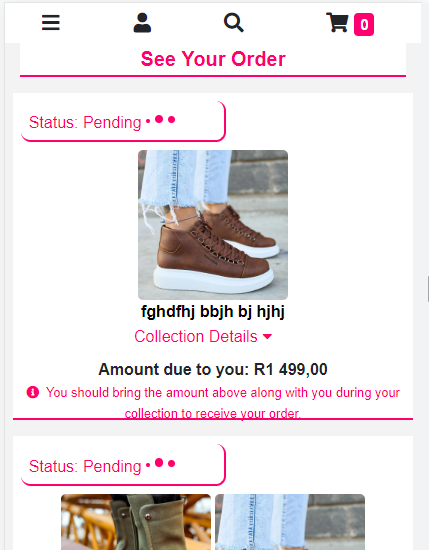 0
See Your Order
Status: Pending
fghdfhj bbjh bj hjhj
Collection Details
Amount due to you: R1 499,00
You should bring the amount above along with you during your
collection to receive your order.
Status: Pending